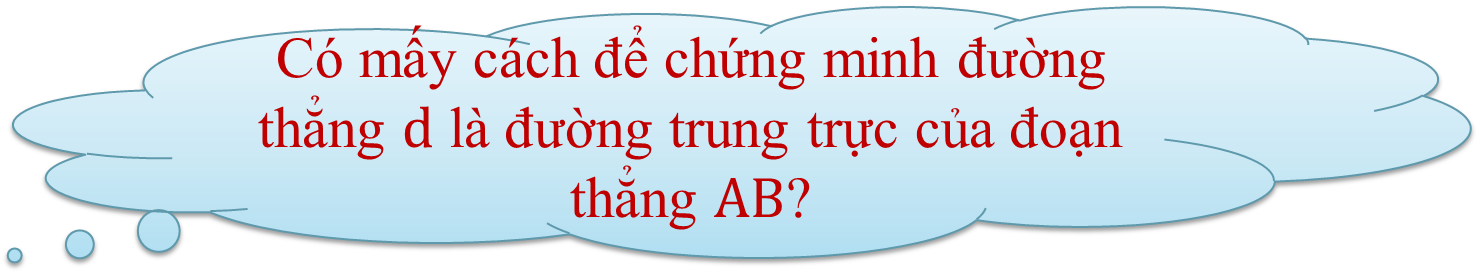 Có mấy cách để chứng minh đường
thẳng d là đường trung trực của đoạn
thẳng AB?